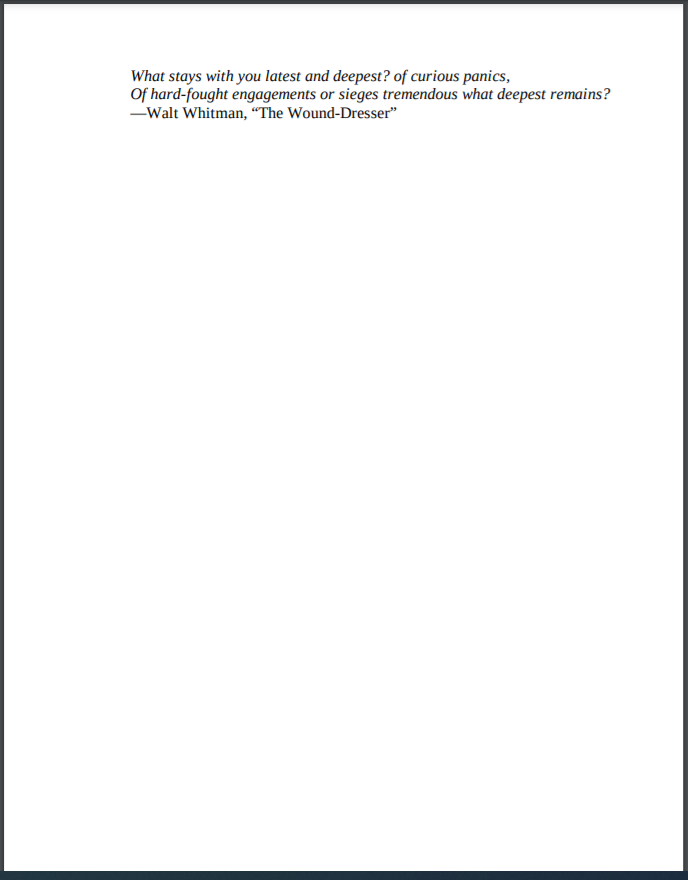 What stays with you latest and deepest? of curious panics,
Of hard-fought engagements or sieges tremendous what deepest remains?
—Walt Whitman, “The Wound-Dresser”